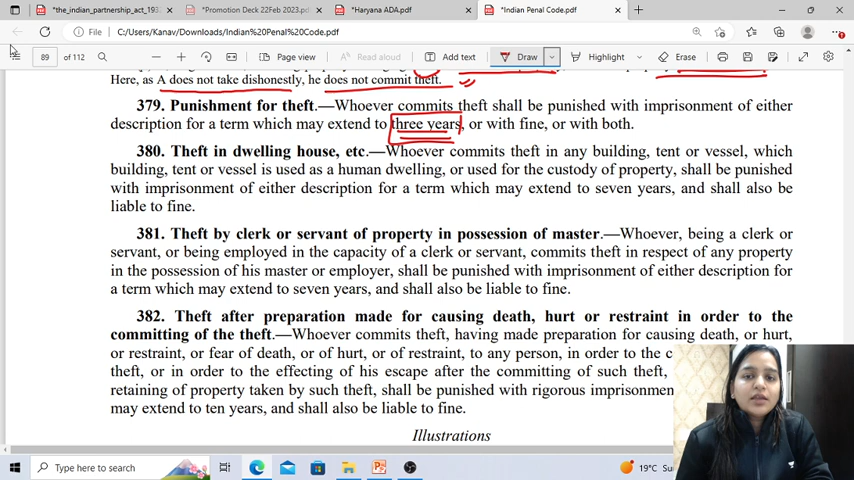 *the_indian_partnership_act_193
*Promotion Deck 22Feb 2023.pdf
*Haryana ADA.pdf
*Indian Penal Code.pdf
File
C:/Users/Kanav/Downloads/Indian%20Penal%20Code.pdf
89 of 112
Read aloud
Add text
Draw
Highlight
Erase
Here, as A does not take dishonestly, he does not commit theft.
379. Punishment for theft.—Whoever commits theft shall be punished with imprisonment of either
description for a term which may extend to three years, or with fine, or with both.
380. Theft in dwelling house, etc.—Whoever commits theft in any building, tent or vessel, which
building, tent or vessel is used as a human dwelling, or used for the custody of property, shall be punished
with imprisonment of either description for a term which may extend to seven years, and shall also be
liable to fine.
381. Theft by clerk or servant of property in possession of master.—Whoever, being a clerk or
servant, or being employed in the capacity of a clerk or servant, commits theft in respect of any property
in the possession of his master or employer, shall be punished with imprisonment of either description for
a term which may extend to seven years, and shall also be liable to fine.
382. Theft after preparation made for causing death, hurt or restraint in order to the
committing of the theft.—Whoever commits theft, having made preparation for causing death, or hurt,
or restraint, or fear of death, or of hurt, or of restraint, to any person, in order to the
theft, or in order to the effecting of his escape after the committing of such theft,
retaining of property taken by such theft, shall be punished with rigorous imprisonment
may extend to ten years, and shall also be liable to fine.
Illustrations
Type here to search
19°C